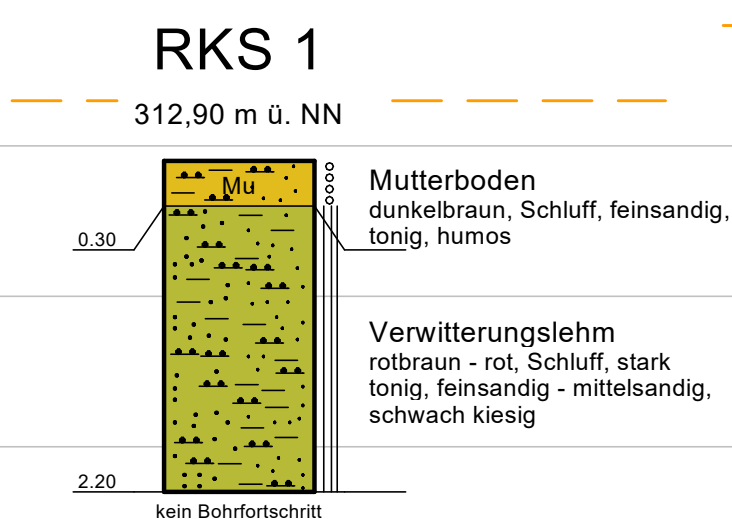 RKS 1
312,90 m ü. NN
Mu
Mutterboden
dunkelbraun, Schluff, feinsandig,
tonig, humos
0.30
Verwitterungslehm
rotbraun - rot, Schluff, stark
tonig, feinsandig - mittelsandig,
schwach kiesig
2.20
kein Bohrfortschritt